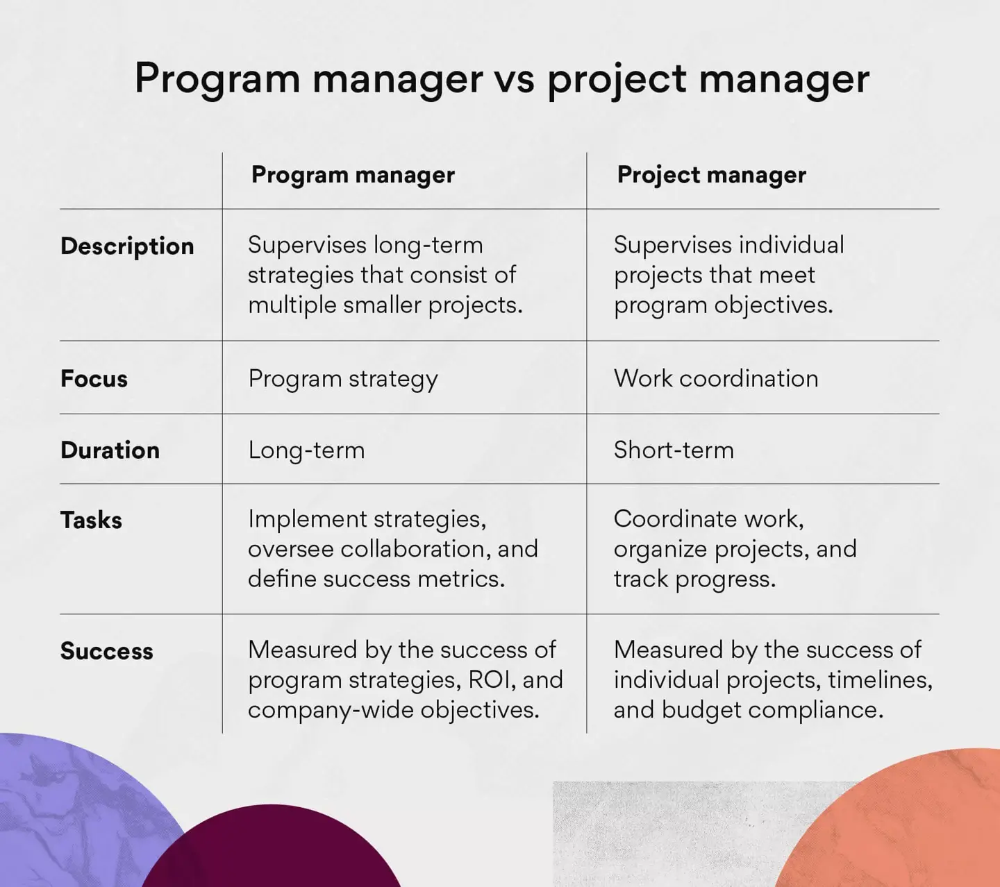 Program manager vs project manager
Program manager
Project manager
Description
Supervises long-term
strategies that consist of
multiple smaller projects.
Supervises individual
projects that meet
program objectives.
Focus
Program strategy
Work coordination
Duration
Long-term
Short-term
Tasks
Implement strategies,
oversee collaboration, and
define success metrics.
Coordinate work,
organize projects, and
track progress.
Success
Measured by the success of
program strategies, ROI, and
company-wide objectives.
Measured by the success of
individual projects, timelines,
and budget compliance.